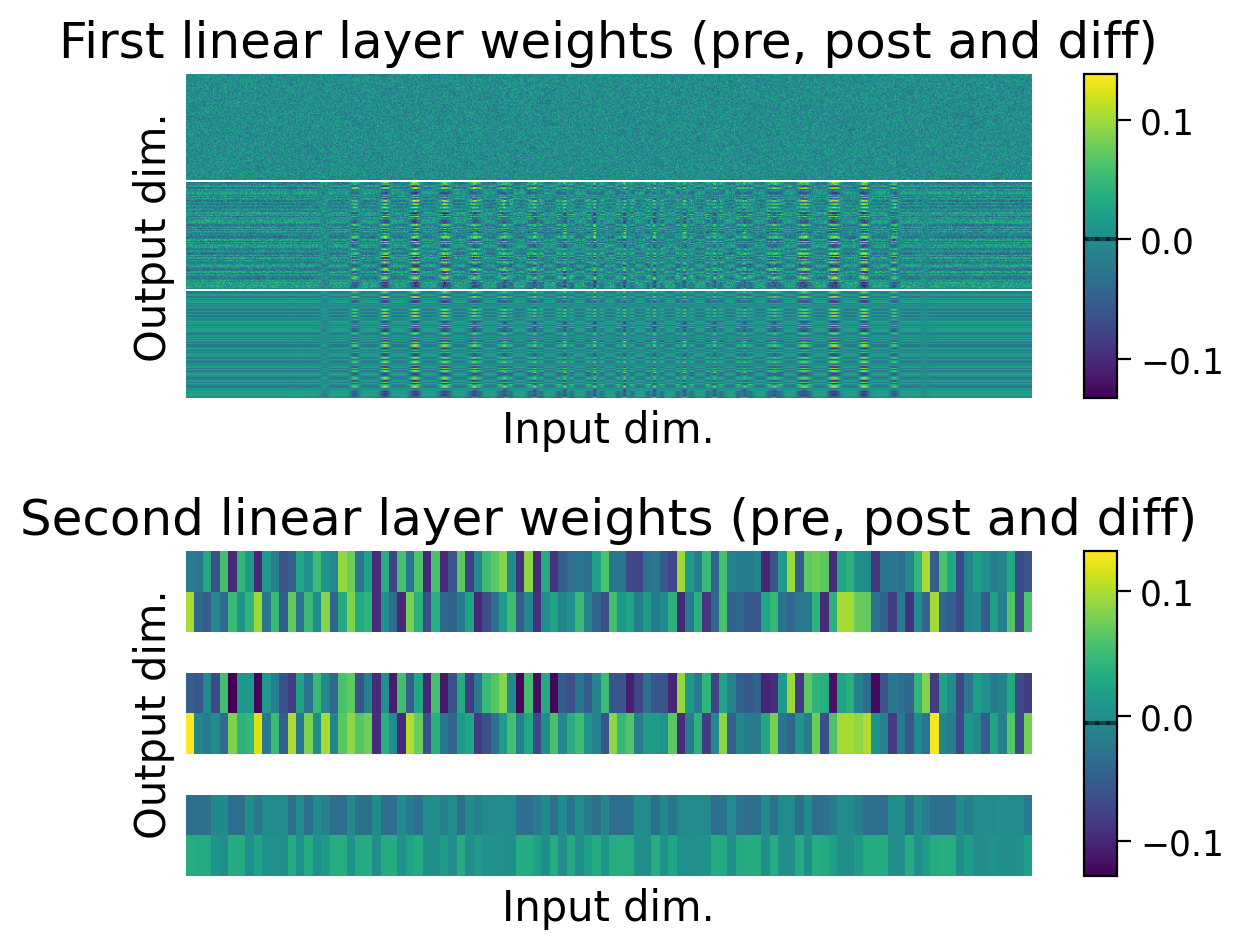 First linear layer weights (pre, post and diff)
Output dim.
0.1
0.0
−0.1
Input dim.
Second linear layer weights (pre, post and diff)
Output dim.
0.1
0.0
−0.1
Input dim.